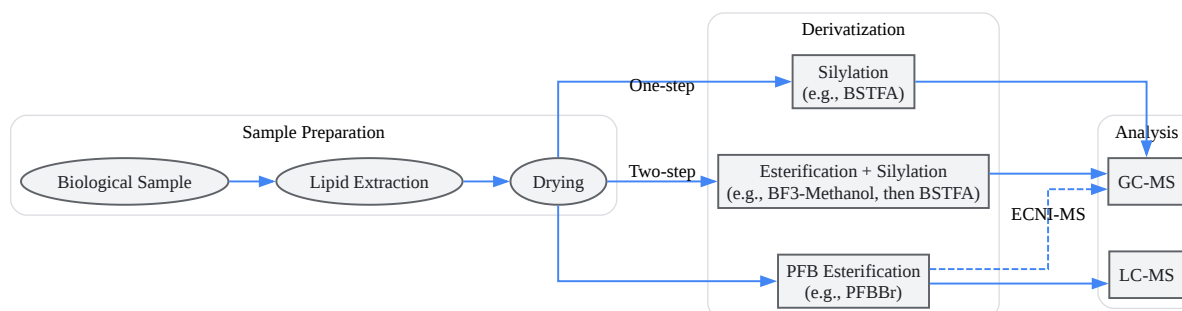 Derivatization
Silylation
(e.g., BSTFA)
One-step
Sample Preparation
Analysis
Biological Sample
Lipid Extraction
Drying
Two-step
Esterification + Silylation
(e.g., BF3-Methanol, then BSTFA)
GC-MS
ECNI-MS
PFB Esterification
(e.g., PFBBr)
LC-MS